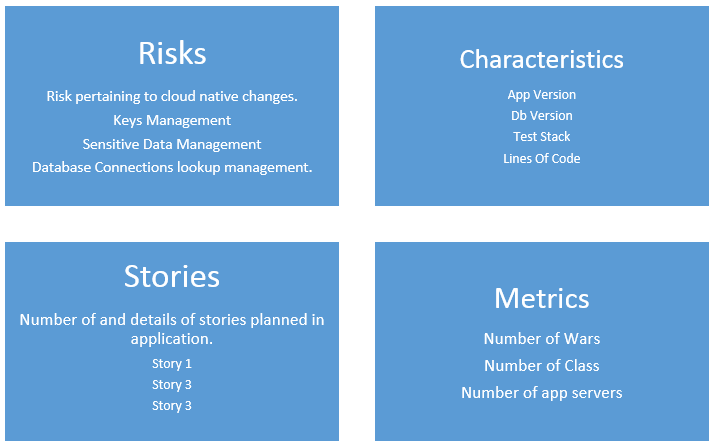 Risks
Risk pertaining to cloud native changes.
Keys Management
Sensitive Data Management
Database Connections lookup management.
Characteristics
App Version
Db Version
Test Stack
Lines Of Code
Stories
Number of and details of stories planned in
application.
Story 1
Story 3
Story 3
Metrics
Number of Wars
Number of Class
Number of app servers